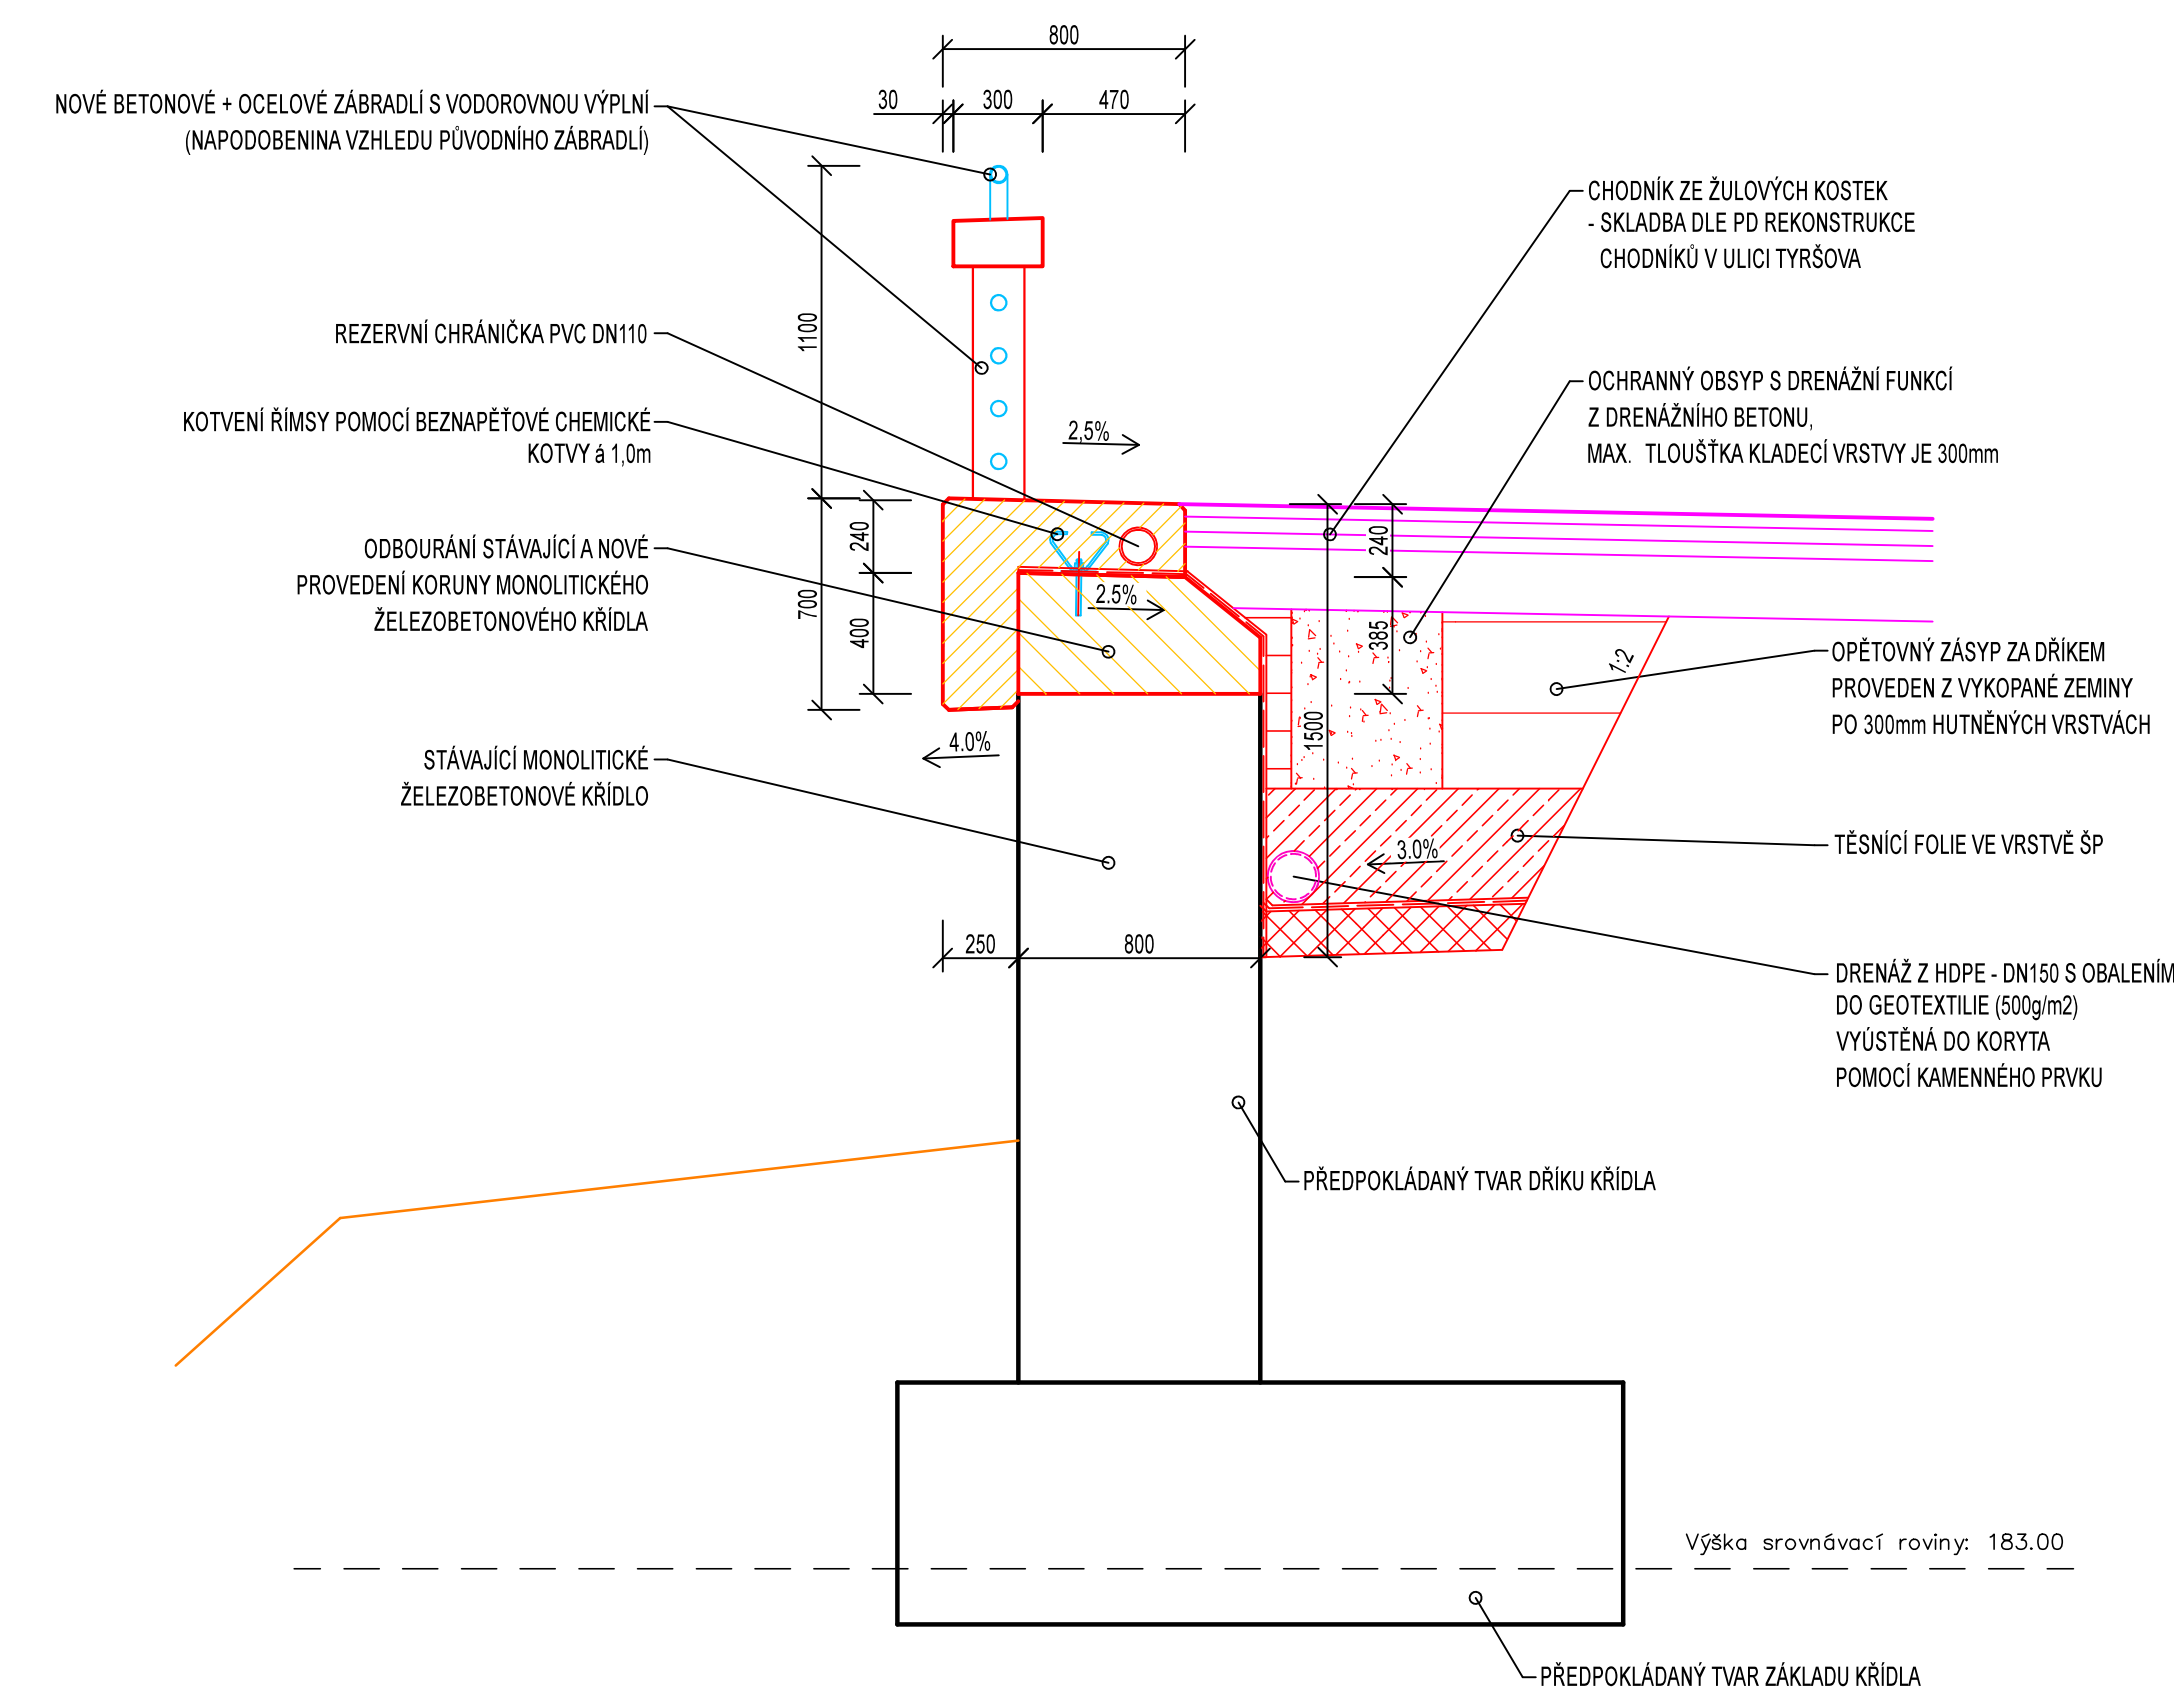 800
30
300
470
NOVÉ BETONOVÉ + OCELOVÉ ZÁBRADLÍ S VODOROVNOU VÝPLNÍ
(NAPODOBENINA VZHLEDU PŮVODNÍHO ZÁBRADLÍ)
CHODNÍK ZE ŽULOVÝCH KOSTEK
- SKLADBA DLE PD REKONSTRUKCE
CHODNÍKŮ V ULICI TYRŠOVA
1100
REZERVNÍ CHRÁNIČKA PVC DN110
OCHRANNÝ OBSYP S DRENÁŽNÍ FUNKCÍ
Z DRENÁŽNÍHO BETONU,
MAX. TLOUŠŤKA KLADECÍ VRSTVY JE 300mm
KOTVENÍ ŘÍMSY POMOCÍ BEZNAPĚŤOVÉ CHEMICKÉ
KOTVY á 1,0m
2,5%
240
240
ODBOURÁNÍ STÁVAJÍCÍ A NOVÉ
PROVEDENÍ KORUNY MONOLITICKÉHO
ŽELEZOBETONOVÉHO KŘÍDLA
700
400
2.5%
385
1:2
OPĚTOVNÝ ZÁSYP ZA DŘÍKEM
PROVEDEN Z VYKOPANÉ ZEMINY
PO 300mm HUTNĚNÝCH VRSTVÁCH
1500
4.0%
STÁVAJÍCÍ MONOLITICKÉ
ŽELEZOBETONOVÉ KŘÍDLO
3.0%
TĚSNÍCÍ FOLIE VE VRSTVĚ ŠP
250
800
DRENÁŽ Z HDPE - DN150 S OBALENÍM
DO GEOTEXTILIE (500g/m2)
VYÚSTĚNÁ DO KORYTA
POMOCÍ KAMENNÉHO PRVKU
PŘEDPOKLÁDANÝ TVAR DŘÍKU KŘÍDLA
Výška srovnávací roviny: 183.00
PŘEDPOKLÁDANÝ TVAR ZÁKLADU KŘÍDLA